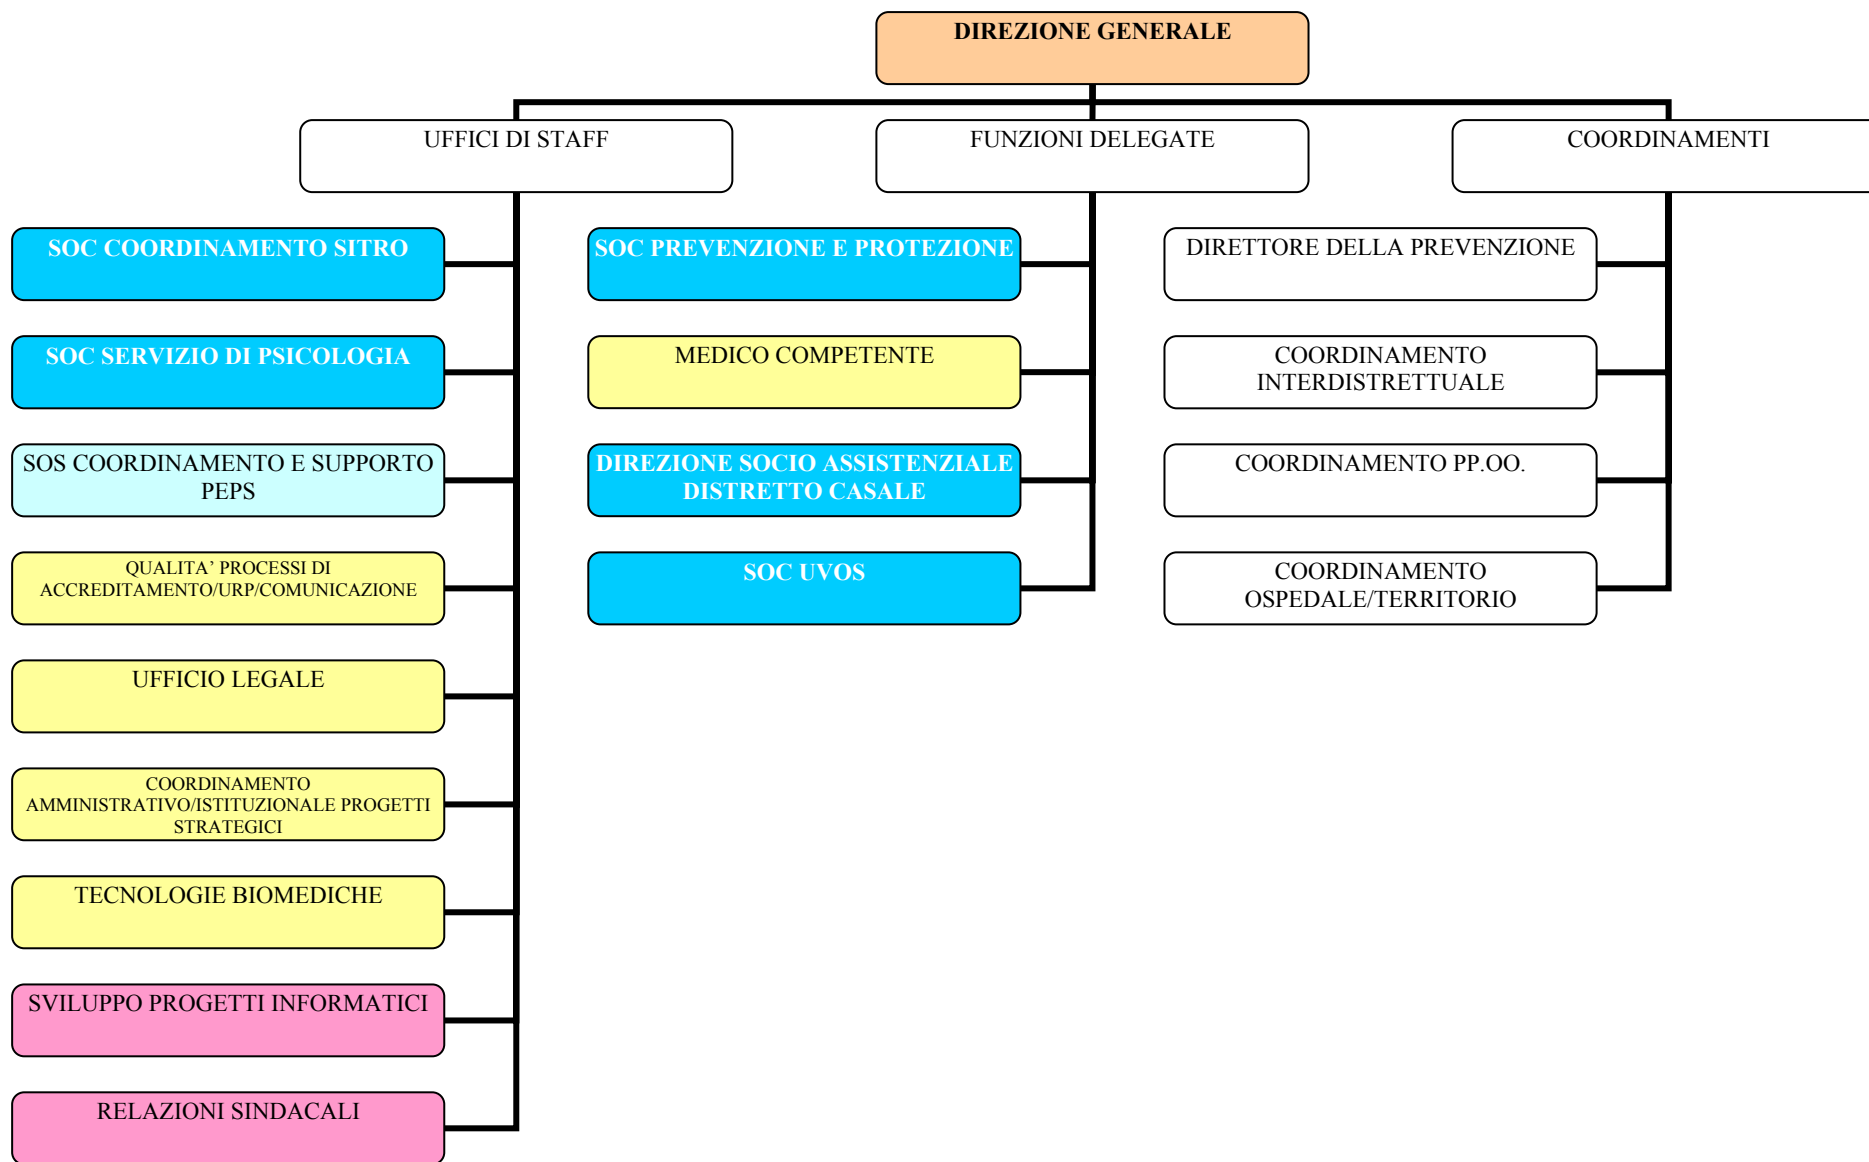 DIREZIONE GENERALE
UFFICI DI STAFF
FUNZIONI DELEGATE
COORDINAMENTI
SOC COORDINAMENTO SITRO
SOC SERVIZIO DI PSICOLOGIA
SOS COORDINAMENTO E SUPPORTO
PEPS
QUALITA’ PROCESSI DI
ACCREDITAMENTO/URP/COMUNICAZIONE
UFFICIO LEGALE
COORDINAMENTO
AMMINISTRATIVO/ISTITUZIONALE PROGETTI
STRATEGICI
TECNOLOGIE BIOMEDICHE
SVILUPPO PROGETTI INFORMATICI
RELAZIONI SINDACALI
SOC PREVENZIONE E PROTEZIONE
MEDICO COMPETENTE
DIREZIONE SOCIO ASSISTENZIALE
DISTRETTO CASALE
SOC UVOS
DIRETTORE DELLA PREVENZIONE
COORDINAMENTO
INTERDISTRETTUALE
COORDINAMENTO PP.OO.
COORDINAMENTO
OSPEDALE/TERRITORIO